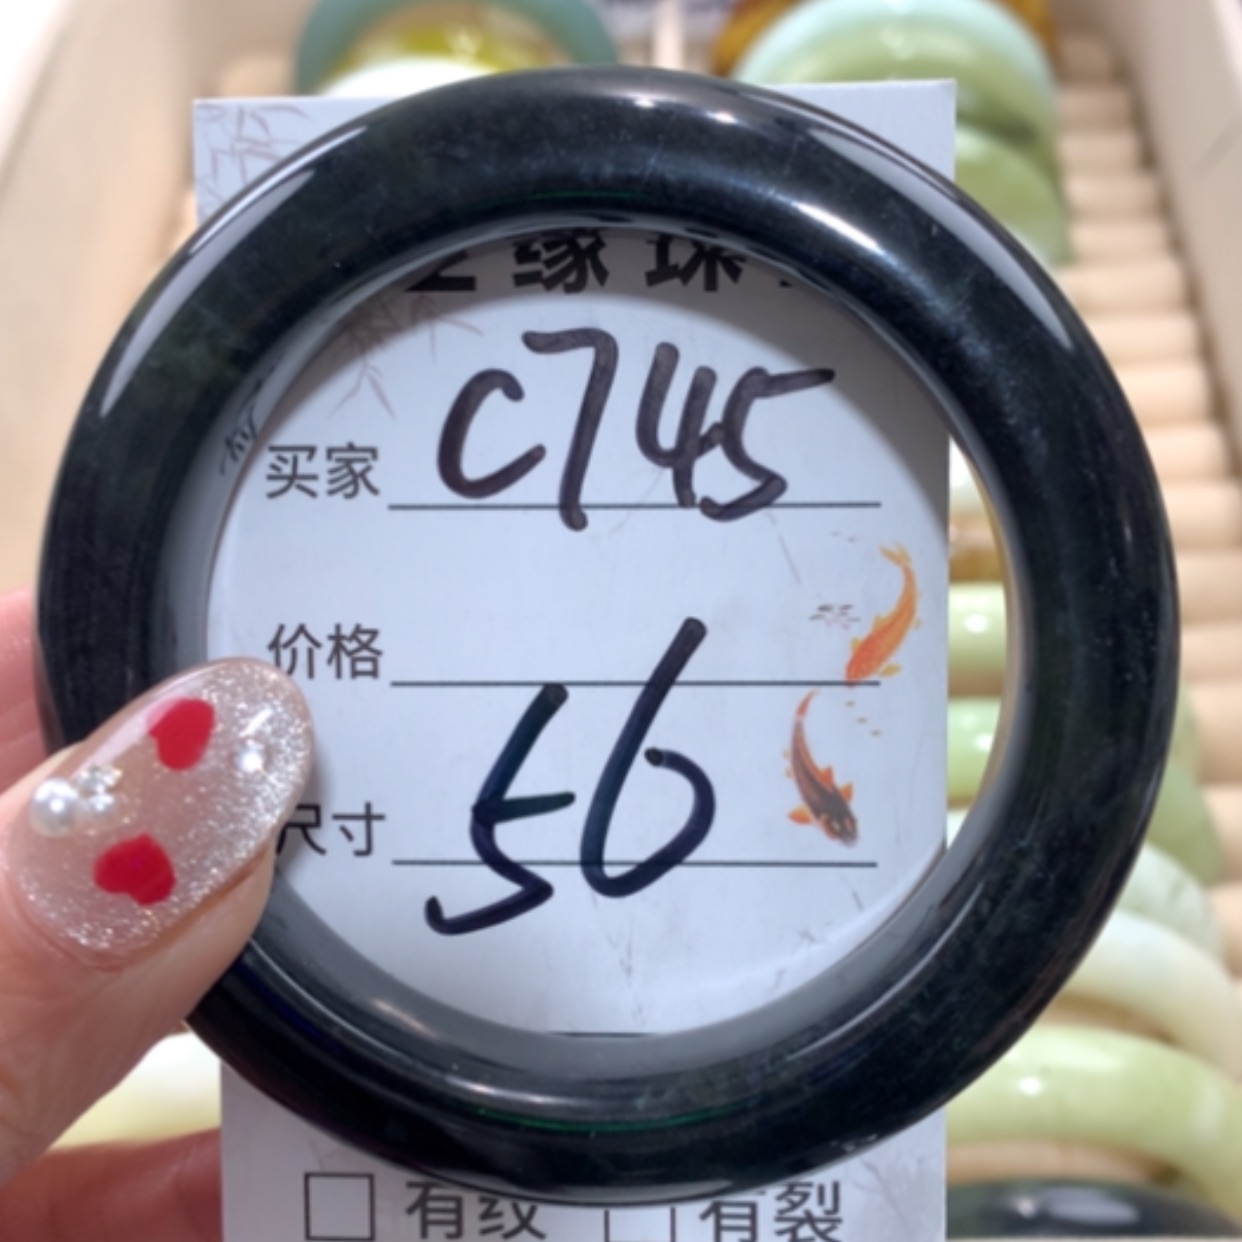 缘珠
买家 C745
价格
尺寸 56
有纹 有裂